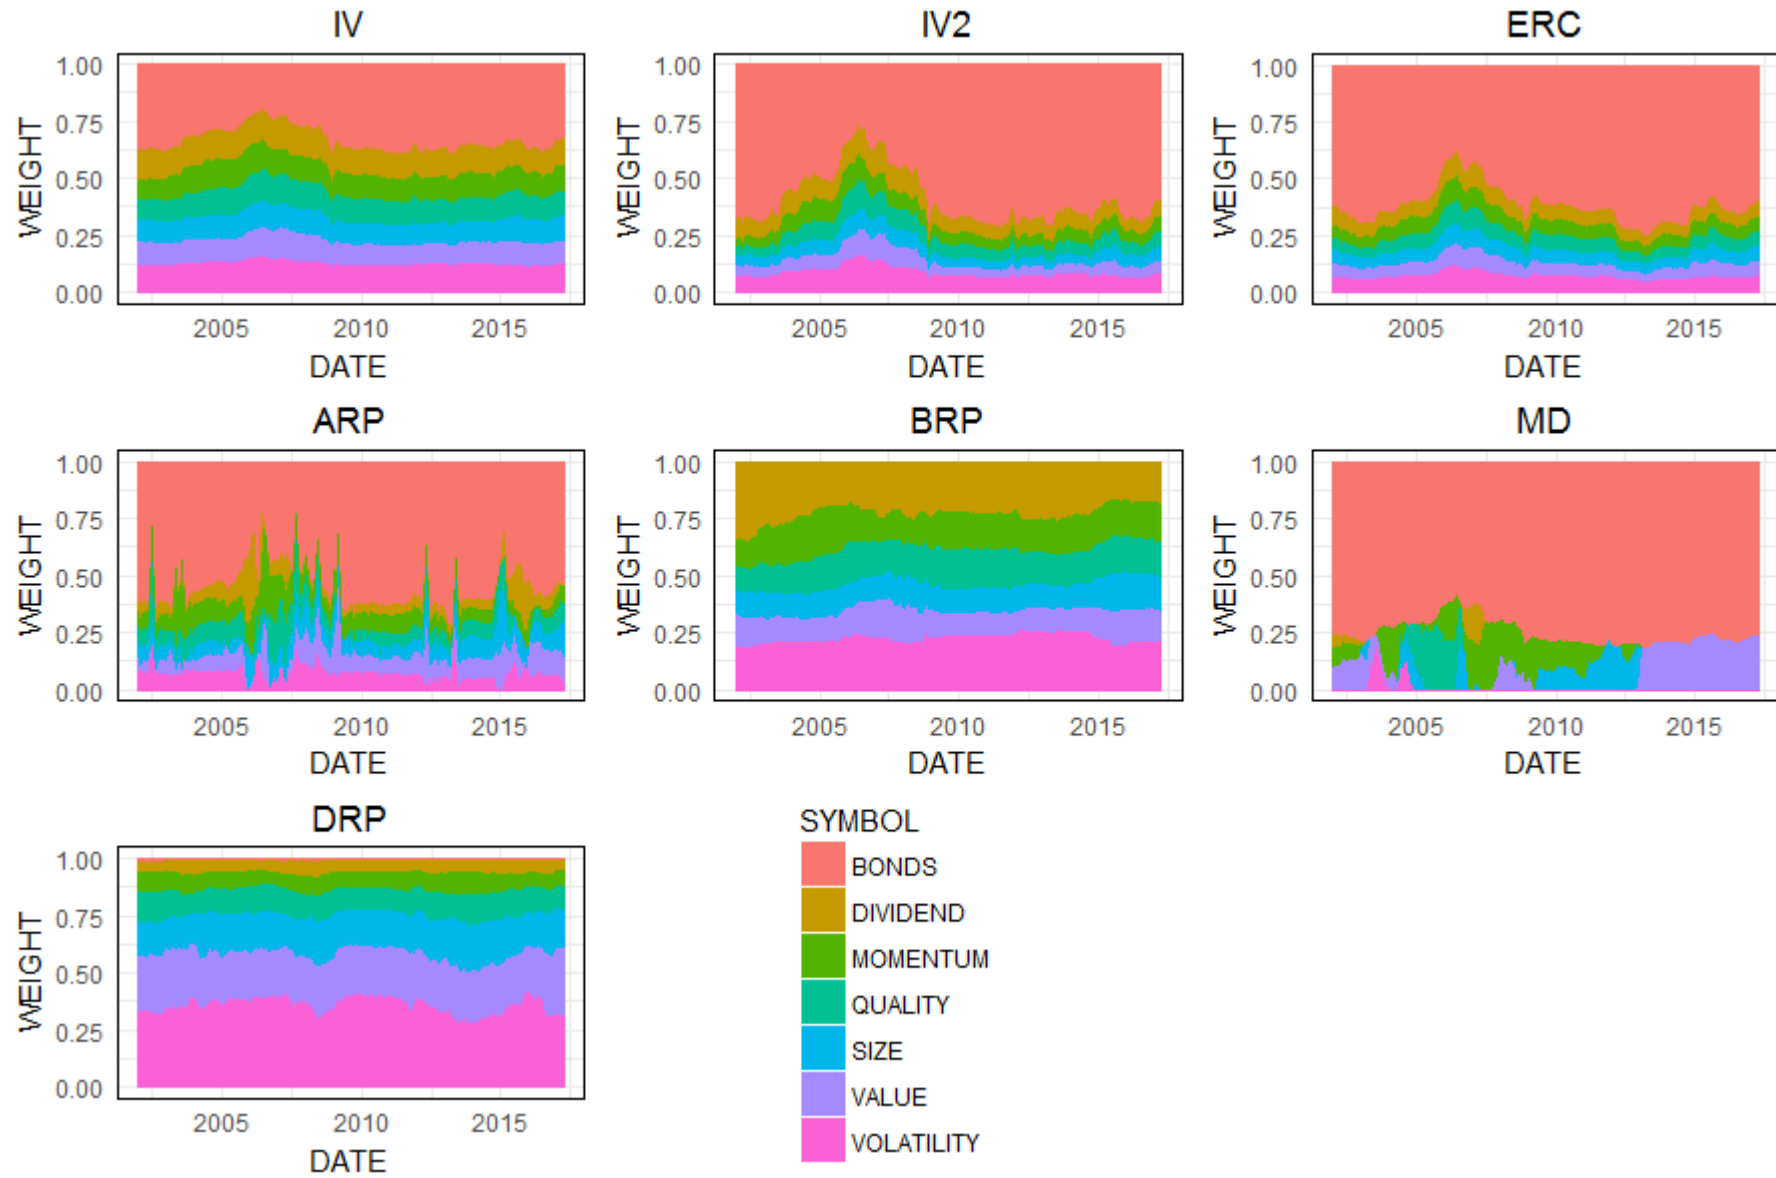 IV
IV2
ERC
1.00
0.75
0.50
0.25
0.00
WEIGHT
2005 2010 2015
DATE
1.00
0.75
0.50
0.25
0.00
WEIGHT
2005 2010 2015
DATE
1.00
0.75
0.50
0.25
0.00
WEIGHT
2005 2010 2015
DATE
ARP
BRP
MD
1.00
0.75
0.50
0.25
0.00
WEIGHT
2005 2010 2015
DATE
1.00
0.75
0.50
0.25
0.00
WEIGHT
2005 2010 2015
DATE
1.00
0.75
0.50
0.25
0.00
WEIGHT
2005 2010 2015
DATE
DRP
1.00
0.75
0.50
0.25
0.00
WEIGHT
2005 2010 2015
DATE
SYMBOL
BONDS
DIVIDEND
MOMENTUM
QUALITY
SIZE
VALUE
VOLATILITY